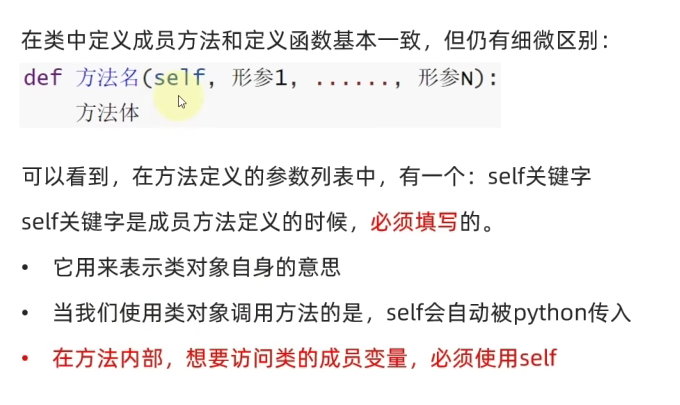 在类中定义成员方法和定义函数基本一致，但仍有细微区别：
def 方法名(self, 形参1, ......, 形参N):
    方法体
可以看到，在方法定义的参数列表中，有一个：self关键字
self关键字是成员方法定义的时候，必须填写的。
• 它用来表示类对象自身的意思
• 当我们使用类对象调用方法的是，self会自动被python传入
• 在方法内部，想要访问类的成员变量，必须使用self